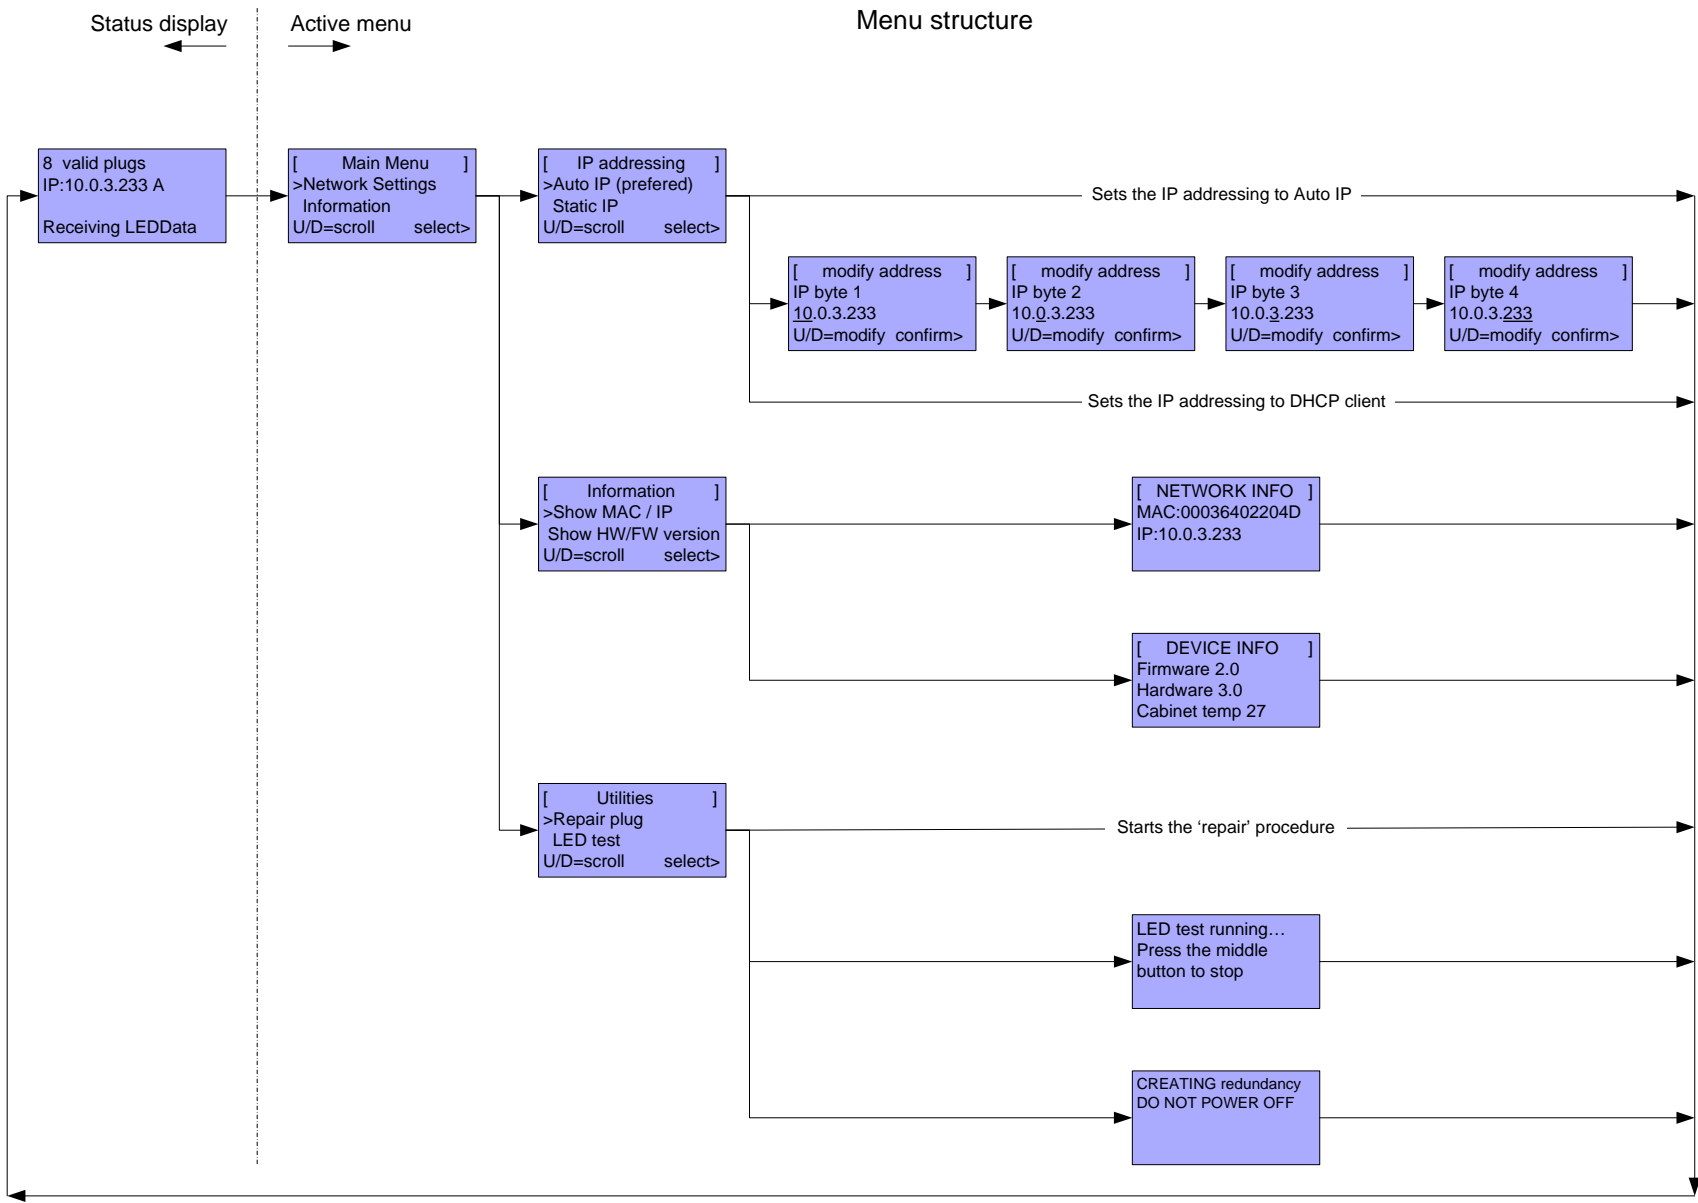 Status display
Active menu
Menu structure
8 valid plugs
IP:10.0.3.233 A
Receiving LEDData
[ Main Menu ]
>Network Settings
Information
U/D=scroll select>
[ IP addressing ]
>Auto IP (prefered)
Static IP
U/D=scroll select>
Sets the IP addressing to Auto IP
[ modify address ]
IP byte 1
10.0.3.233
U/D=modify confirm>
[ modify address ]
IP byte 2
10.0.3.233
U/D=modify confirm>
[ modify address ]
IP byte 3
10.0.3.233
U/D=modify confirm>
[ modify address ]
IP byte 4
10.0.3.233
U/D=modify confirm>
Sets the IP addressing to DHCP client
[ Information ]
>Show MAC / IP
Show HW/FW version
U/D=scroll select>
[ NETWORK INFO ]
MAC:00036402204D
IP:10.0.3.233
[ DEVICE INFO ]
Firmware 2.0
Hardware 3.0
Cabinet temp 27
[ Utilities ]
>Repair plug
LED test
U/D=scroll select>
Starts the ‘repair’ procedure
LED test running…
Press the middle
button to stop
CREATING redundancy
DO NOT POWER OFF